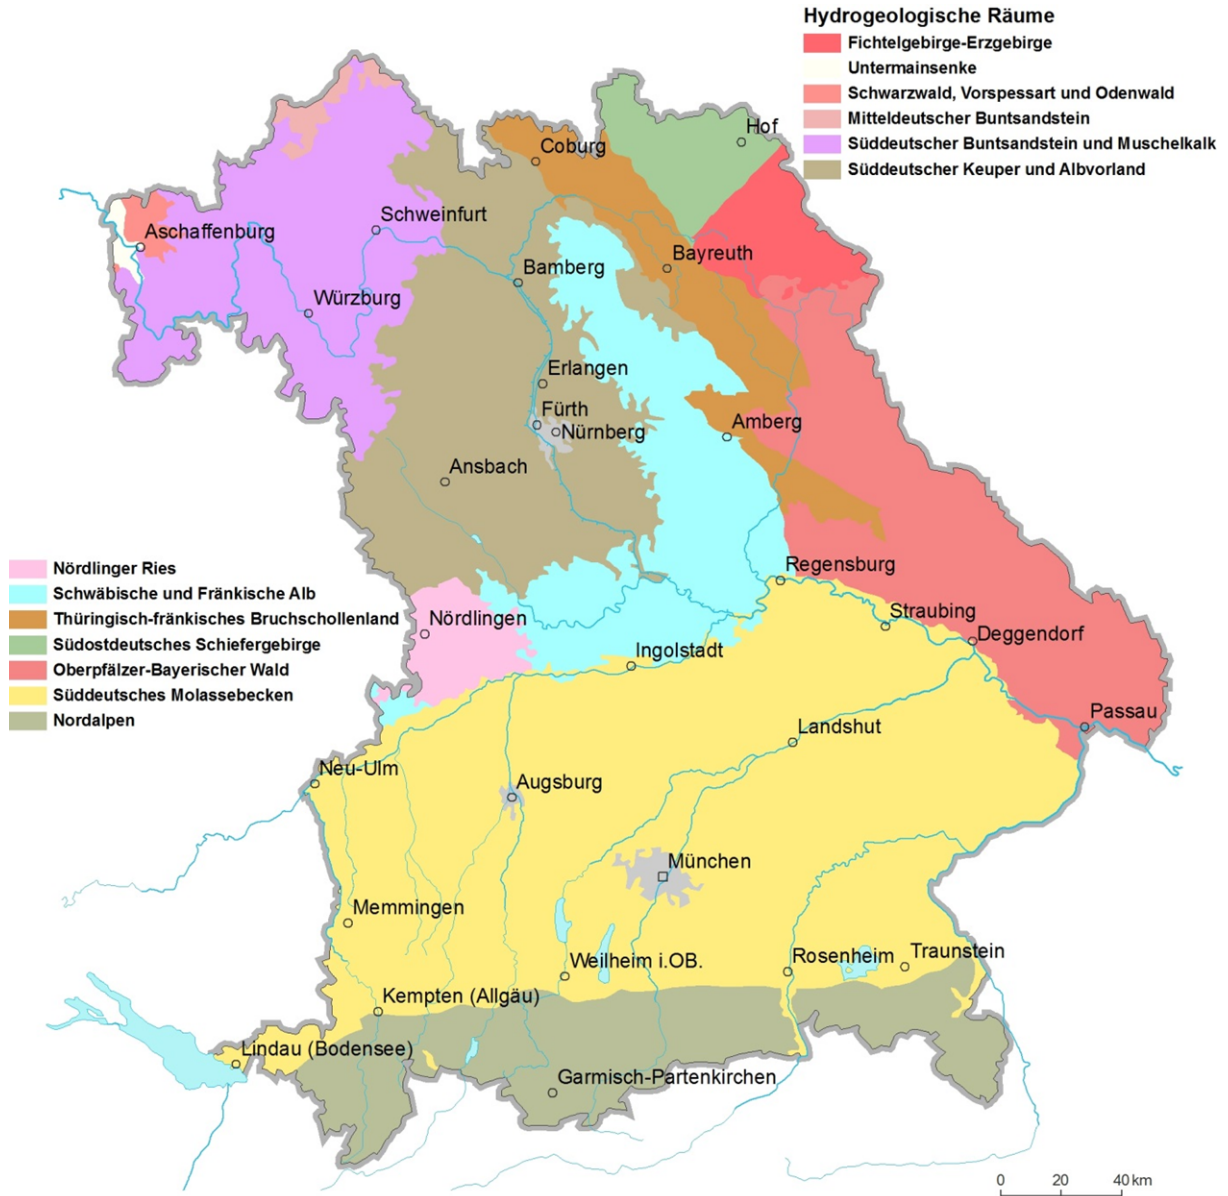 Hydrogeologische Räume
Fichtelgebirge-Erzgebirge
Untermainsenke
Schwarzwald, Vorspessart und Odenwald
Mitteldeutscher Buntsandstein
Süddeutscher Buntsandstein und Muschelkalk
Süddeutscher Keuper und Albvorland
Hof
Coburg
Schweinfurt
Aschaffenburg
Bayreuth
Bamberg
Würzburg
Erlangen
Fürth
Nürnberg
Amberg
Ansbach
Nördlinger Ries
Schwäbische und Fränkische Alb
Thüringisch-fränkisches Bruchschollenland
Südostdeutsches Schiefergebirge
Oberpfälzer-Bayerischer Wald
Süddeutsches Molassebecken
Nordalpen
Regensburg
Straubing
Nördlingen
Deggendorf
Ingolstadt
Passau
Landshut
Neu-Ulm
Augsburg
München
Memmingen
Weilheim i.OB.
Rosenheim
Traunstein
Kempten (Allgäu)
Lindau (Bodensee)
Garmisch-Partenkirchen
0 20 40 km